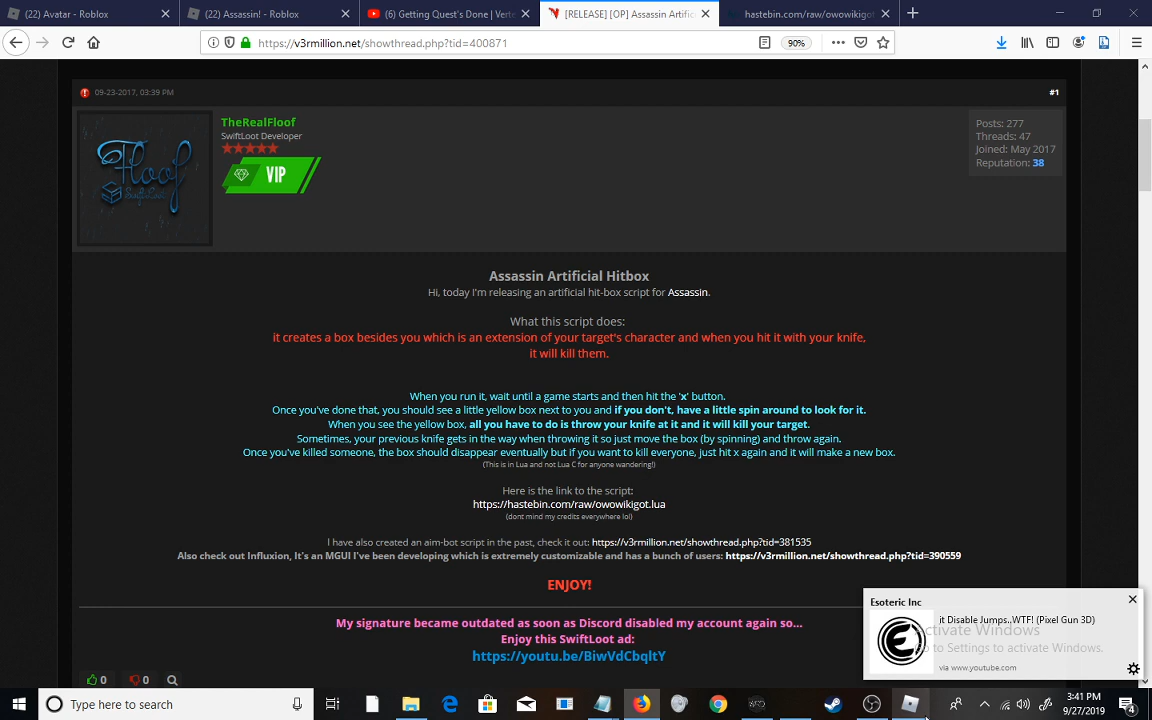 (22) Avatar - Roblox
(22) Assassin! - Roblox
(6) Getting Quest's Done | Verte
[RELEASE] [OP] Assassin Artific
hastebin.com/raw/owowikigot
https://v3rmillion.net/showthread.php?tid=400871
90%
09-23-2017, 03:39 PM
#1
TheRealFloof
SwiftLoot Developer
VIP
Floof
Posts: 277
Threads: 47
Joined: May 2017
Reputation: 38
Assassin Artificial Hitbox
Hi, today I'm releasing an artificial hit-box script for Assassin.
What this script does:
it creates a box besides you which is an extension of your target's character and when you hit it with your knife,
it will kill them.
When you run it, wait until a game starts and then hit the 'x' button.
Once you've done that, you should see a little yellow box next to you and if you don't, have a little spin around to look for it.
When you see the yellow box, all you have to do is throw your knife at it and it will kill your target.
Sometimes, your previous knife gets in the way when throwing it so just move the box (by spinning) and throw again.
Once you've killed someone, the box should disappear eventually but if you want to kill everyone, just hit x again and it will make a new box.
(This is in Lua and not Lua C for anyone wandering!)
Here is the link to the script:
https://hastebin.com/raw/owowikigot.lua
(dont mind my credits everywhere lol)
I have also created an aim-bot script in the past, check it out: https://v3rmillion.net/showthread.php?tid=381535
Also check out Influxion, It's an MGUI I've been developing which is extremely customizable and has a bunch of users: https://v3rmillion.net/showthread.php?tid=390559
ENJOY!
My signature became outdated as soon as Discord disabled my account again so...
Enjoy this SwiftLoot ad:
https://youtu.be/BiwVdCbqltY
0
0
Esoteric Inc
it Disable Jumps..WTF! (Pixel Gun 3D)
via www.youtube.com
Activate Windows
Go to Settings to activate Windows.
Type here to search
3:41 PM
9/27/2019
4